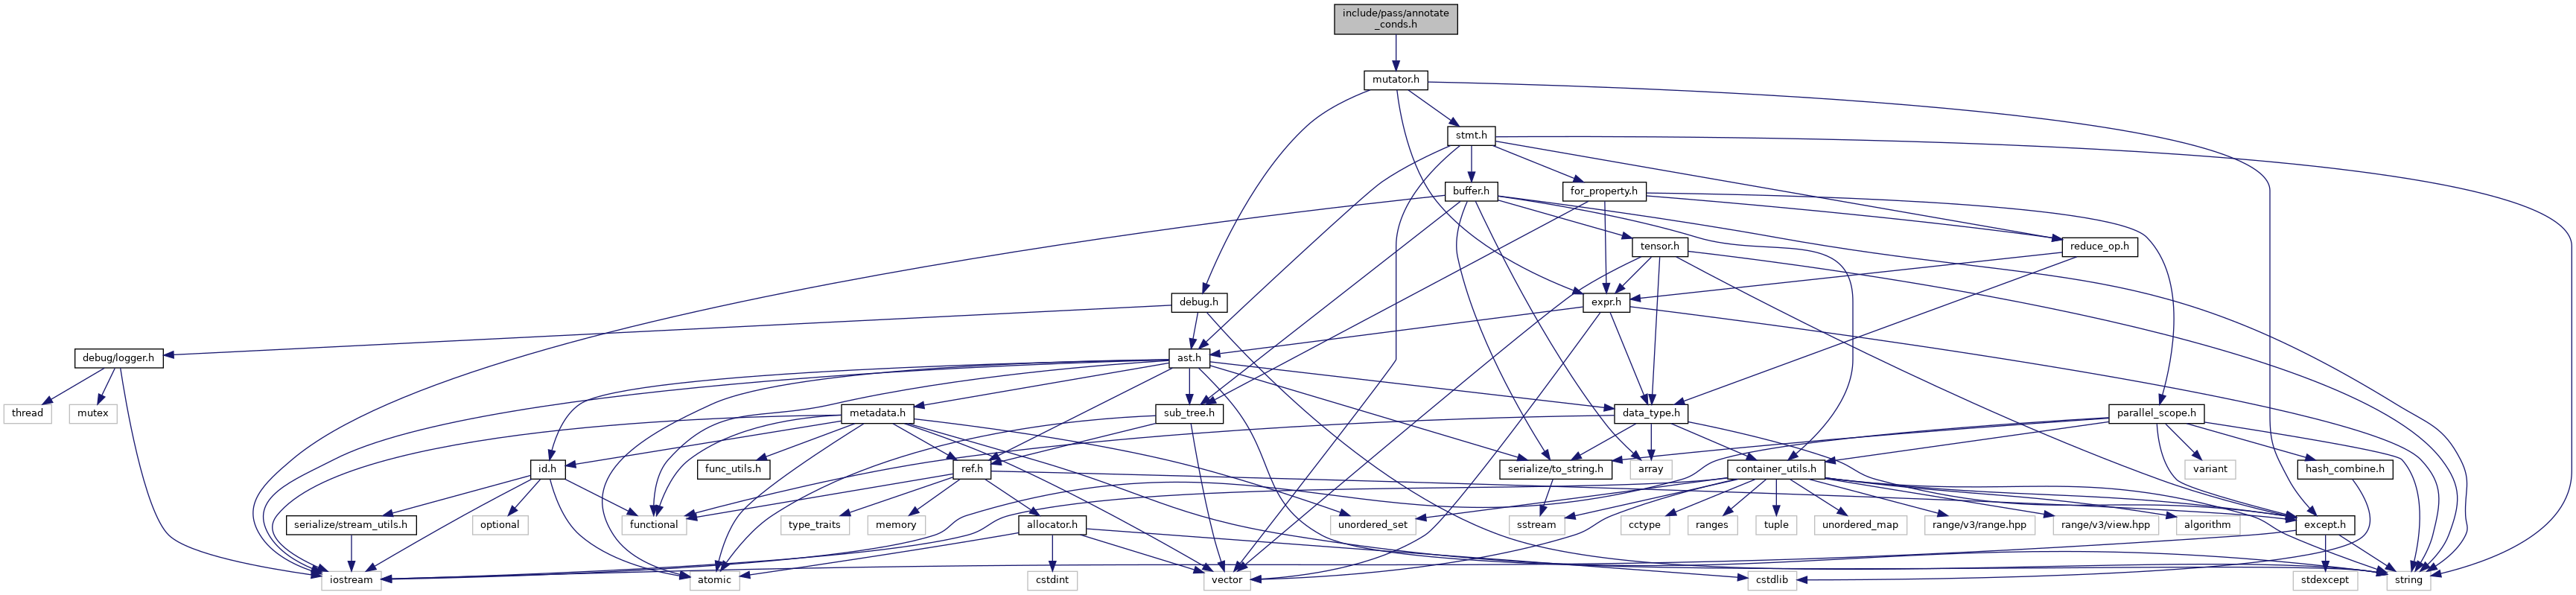 include/pass/annotate
_conds.h
mutator.h
stmt.h
buffer.h
for_property.h
tensor.h
reduce_op.h
debug.h
expr.h
debug/logger.h
ast.h
thread
mutex
metadata.h
sub_tree.h
data_type.h
parallel_scope.h
id.h
func_utils.h
ref.h
serialize/to_string.h
array
container_utils.h
variant
hash_combine.h
serialize/stream_utils.h
optional
functional
type_traits
memory
allocator.h
unordered_set
sstream
cctype
ranges
tuple
unordered_map
range/v3/range.hpp
range/v3/view.hpp
algorithm
except.h
iostream
atomic
cstdint
vector
cstdlib
stdexcept
string